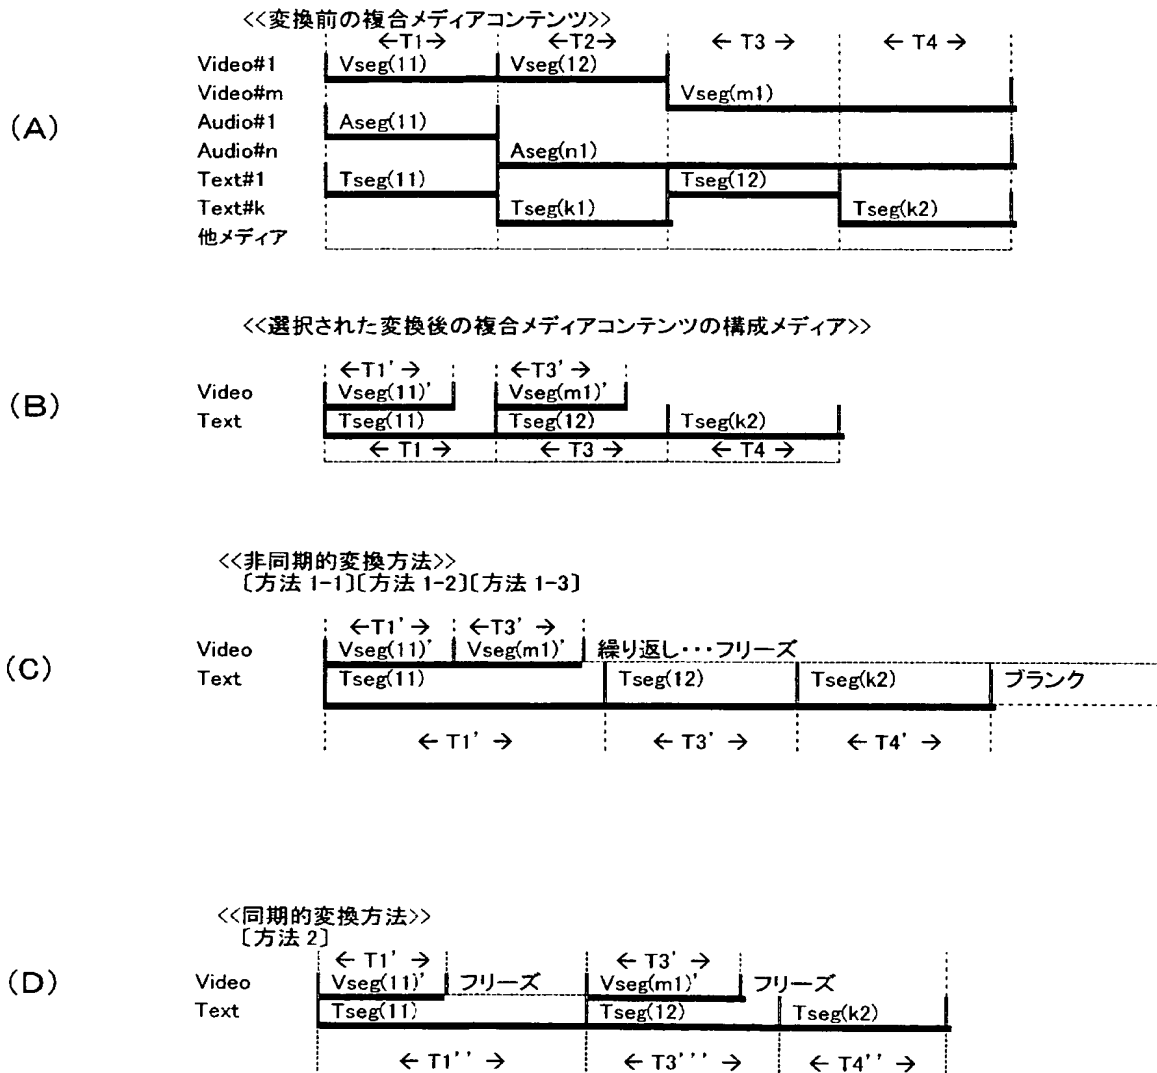 <<変換前の複合メディアコンテンツ>>
←T1→ ←T2→ ← T3 → ← T4 →
Video#1 Vseg(11) Vseg(12)
Video#m Vseg(m1)
(A)
Audio#1 Aseg(11)
Audio#n Aseg(n1)
Text#1 Tseg(11) Tseg(12)
Text#k Tseg(k1) Tseg(k2)
他メディア
<<選択された変換後の複合メディアコンテンツの構成メディア>>
←T1' → ←T3' →
(B)
Video Vseg(11)' Vseg(m1)'
Text Tseg(11) Tseg(12) Tseg(k2)
← T1 → ← T3 → ← T4 →
<<非同期的変換方法>>
〔方法 1-1〕〔方法 1-2〕〔方法 1-3〕
←T1' → ←T3' →
(C)
Video Vseg(11)' Vseg(m1)' 繰り返し・・・フリーズ
Text Tseg(11) Tseg(12) Tseg(k2) ブランク
← T1' → ← T3' → ← T4' →
<<同期的変換方法>>
〔方法 2〕
← T1' → ← T3' →
(D)
Video Vseg(11)' フリーズ Vseg(m1)' フリーズ
Text Tseg(11) Tseg(12) Tseg(k2)
← T1'' → ← T3''' → ← T4'' →